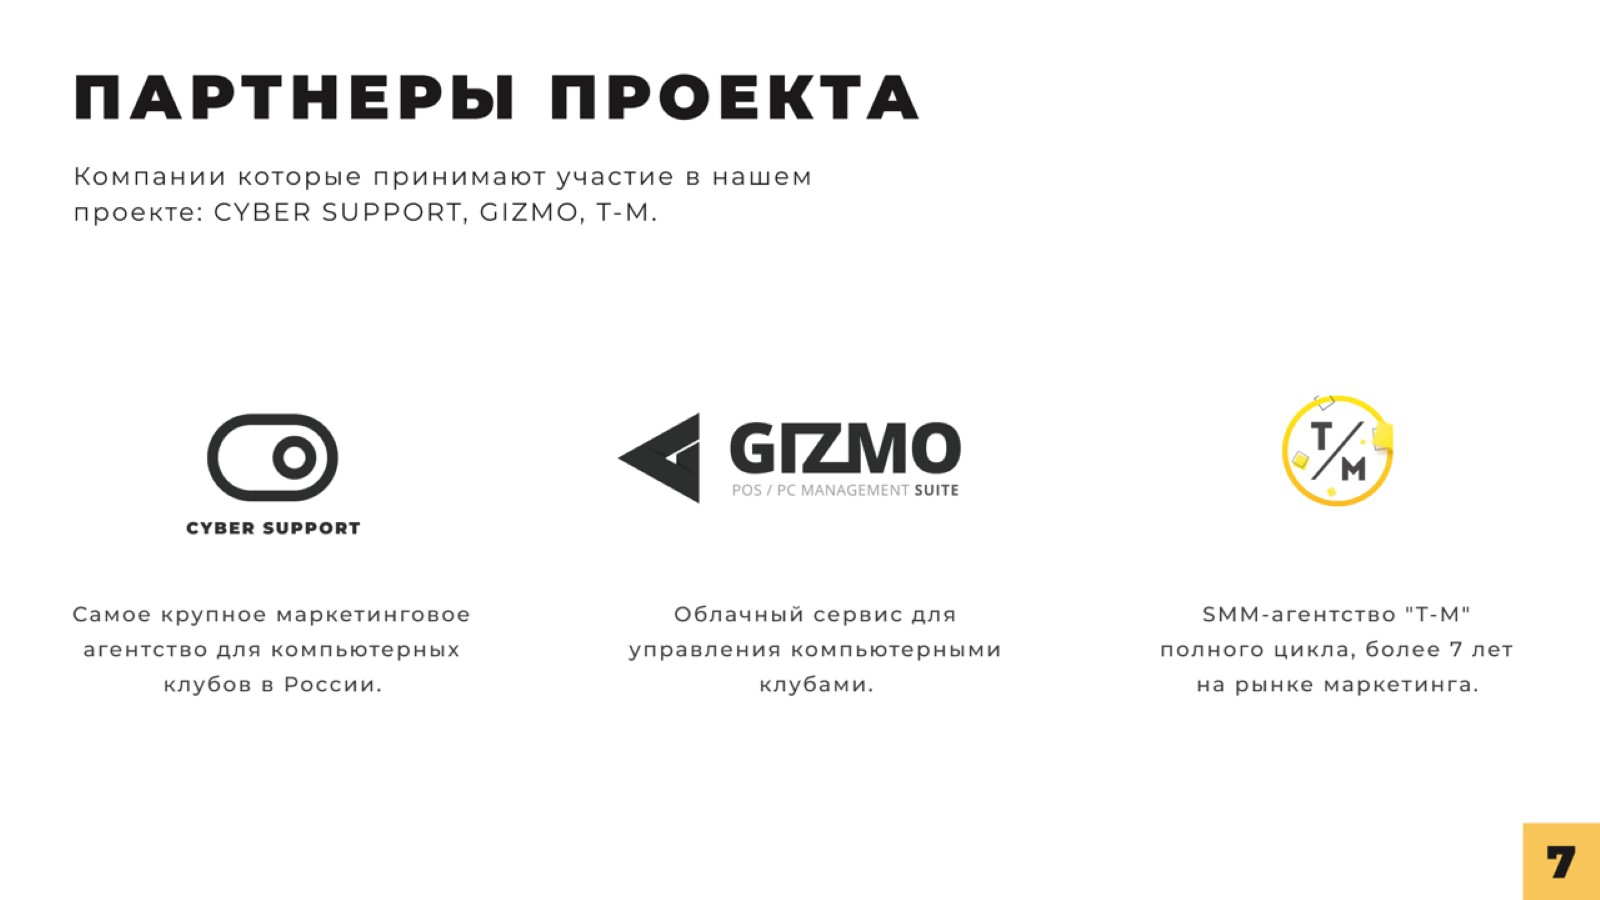 ПАРТНЕРЫ ПРОЕКТА
Компании которые принимают участие в нашем
проекте: CYBER SUPPORT, GIZMO, T-M.
CYBER SUPPORT
Самое крупное маркетинговое
агентство для компьютерных
клубов в России.
GIZMO
POS / PC MANAGEMENT SUITE
Облачный сервис для
управления компьютерными
клубами.
T/M
SMM-агентство "Т-М"
полного цикла, более 7 лет
на рынке маркетинга.
7